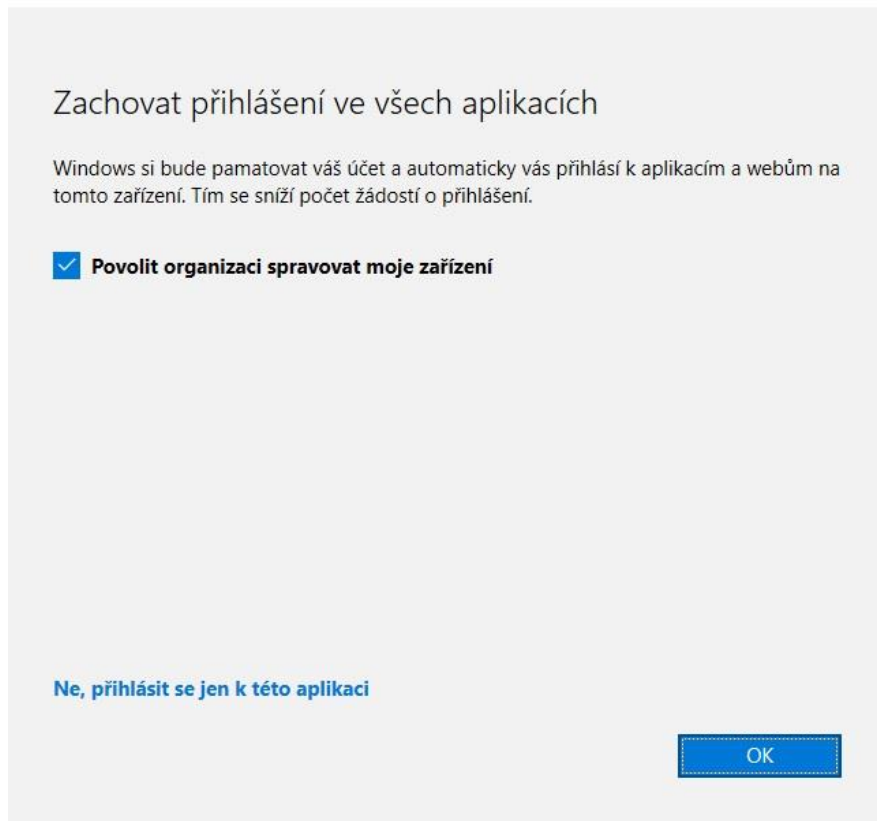 Zachovat přihlášení ve všech aplikacích
Windows si bude pamatovat váš účet a automaticky vás přihlásí k aplikacím a webům na
tomto zařízení. Tím se sníží počet žádostí o přihlášení.
Povolit organizaci spravovat moje zařízení
Ne, přihlásit se jen k této aplikaci
OK